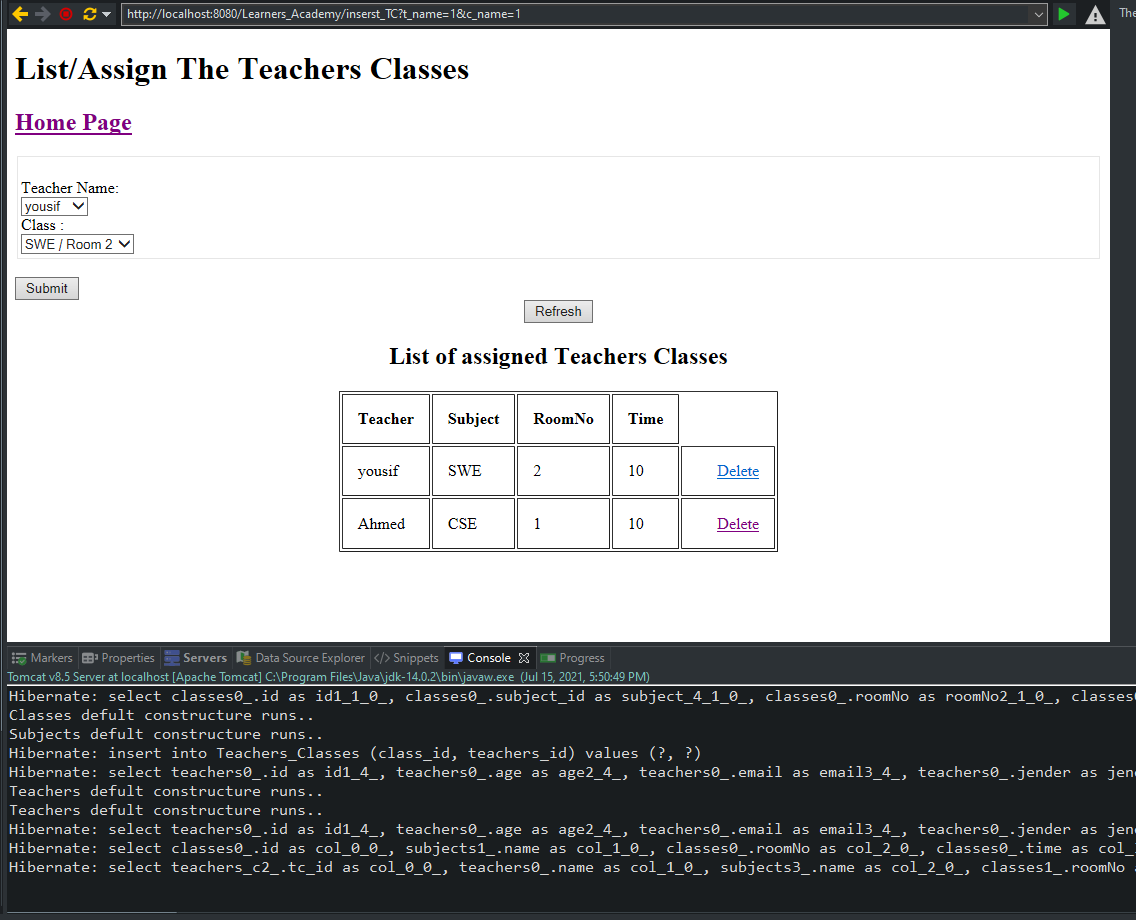 http://localhost:8080/Learners_Academy/inserst_TC?t_name=1&c_name=1
The
List/Assign The Teachers Classes
Home Page
Teacher Name:
yousif
Class :
SWE / Room 2
Submit
Refresh
List of assigned Teachers Classes
Teacher Subject RoomNo Time
yousif SWE 2 10 Delete
Ahmed CSE 1 10 Delete
Markers Properties Servers Data Source Explorer Snippets Console Progress
Tomcat v8.5 Server at localhost [Apache Tomcat] C:\Program Files\Java\jdk-14.0.2\bin\javaw.exe (Jul 15, 2021, 5:50:49 PM)
Hibernate: select classes0_.id as id1_1_0_, classes0_.subject_id as subject_4_1_0_, classes0_.roomNo as roomNo2_1_0_, classes
Classes defult constructure runs..
Subjects defult constructure runs..
Hibernate: insert into Teachers_Classes (class_id, teachers_id) values (?, ?)
Hibernate: select teachers0_.id as id1_4_, teachers0_.age as age2_4_, teachers0_.email as email3_4_, teachers0_.jender as jen
Teachers defult constructure runs..
Teachers defult constructure runs..
Hibernate: select teachers0_.id as id1_4_, teachers0_.age as age2_4_, teachers0_.email as email3_4_, teachers0_.jender as jen
Hibernate: select classes0_.id as col_0_0_, subjects1_.name as col_1_0_, classes0_.roomNo as col_2_0_, classes0_.time as col_
Hibernate: select teachers_c2_.tc_id as col_0_0_, teachers0_.name as col_1_0_, subjects3_.name as col_2_0_, classes1_.roomNo